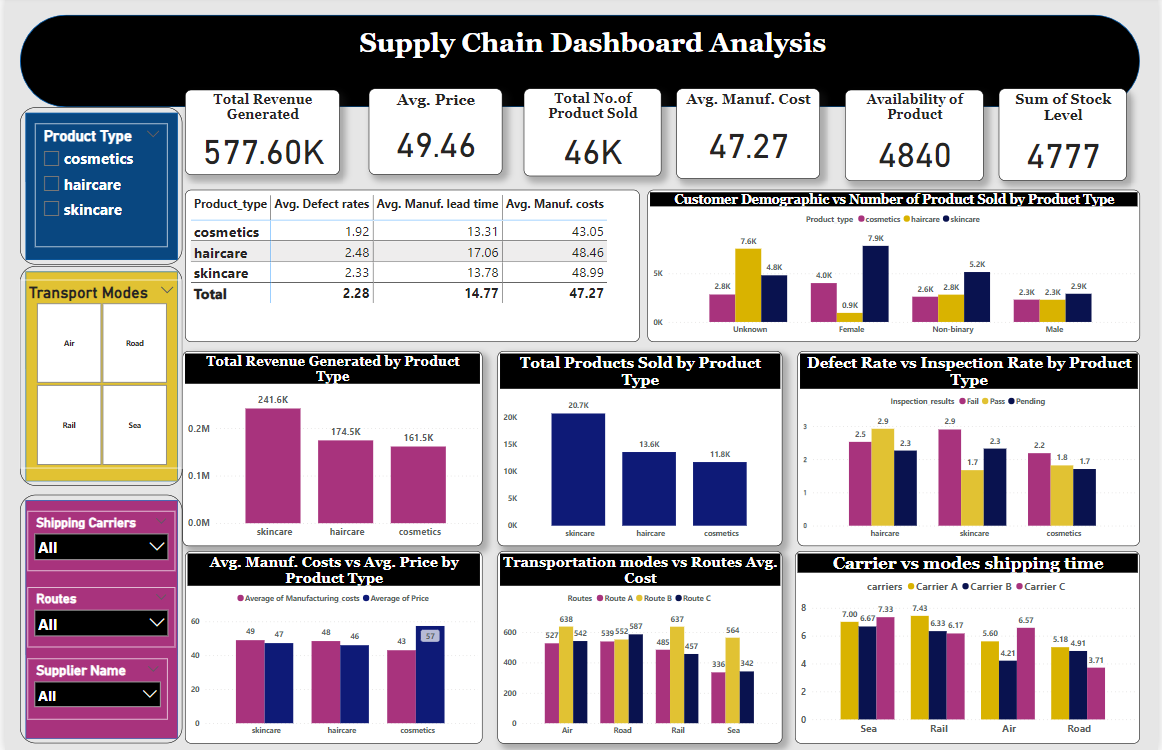 Supply Chain Dashboard Analysis
Total Revenue
Generated
577.60K
Avg. Price
49.46
Total No.of
Product Sold
46K
Avg. Manuf. Cost
47.27
Availability of
Product
4840
Sum of Stock
Level
4777
Product Type
cosmetics
haircare
skincare
Transport Modes
Air
Road
Rail
Sea
Shipping Carriers
All
Routes
All
Supplier Name
All
Product_type Avg. Defect rates Avg. Manuf. lead time Avg. Manuf. costs
cosmetics 1.92 13.31 43.05
haircare 2.48 17.06 48.46
skincare 2.33 13.78 48.99
Total 2.28 14.77 47.27
Customer Demographic vs Number of Product Sold by Product Type
Product type cosmetics haircare skincare
5K
0K
2.8K 7.6K 4.8K
4.0K 0.9K 7.9K
2.6K 2.8K 5.2K
2.3K 2.3K 2.9K
Unknown Female Non-binary Male
Total Revenue Generated by Product
Type
0.2M
0.1M
0.0M
241.6K 174.5K 161.5K
skincare haircare cosmetics
Total Products Sold by Product
Type
20K
15K
10K
5K
0K
20.7K 13.6K 11.8K
skincare haircare cosmetics
Defect Rate vs Inspection Rate by Product
Type
Inspection results Fail Pass Pending
3
2
1
0
2.5 2.9 2.3
2.9 1.7 2.3
2.2 1.8 1.7
haircare skincare cosmetics
Avg. Manuf. Costs vs Avg. Price by
Product Type
Average of Manufacturing costs Average of Price
60
40
20
0
49 47
48 46
43 57
skincare haircare cosmetics
Transportation modes vs Routes Avg.
Cost
Routes Route A Route B Route C
600
400
200
0
527 638 542
539 552 587
485 637 457
336 564 342
Air Road Rail Sea
Carrier vs modes shipping time
carriers Carrier A Carrier B Carrier C
8
6
4
2
0
7.00 6.67 7.33
7.43 6.33 6.17
5.60 4.21 6.57
5.18 4.91 3.71
Sea Rail Air Road